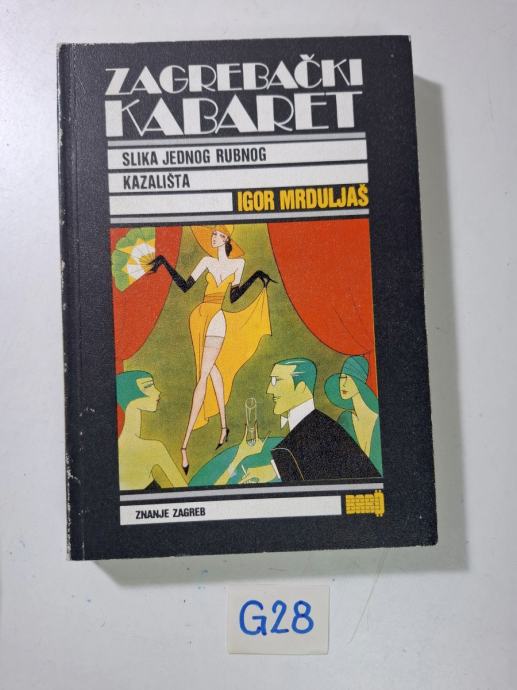 ZAGREBAČKI
KABARET
SLIKA JEDNOG RUBNOG
KAZALIŠTA
IGOR MRDULJAŠ
ZNANJE ZAGREB
G28